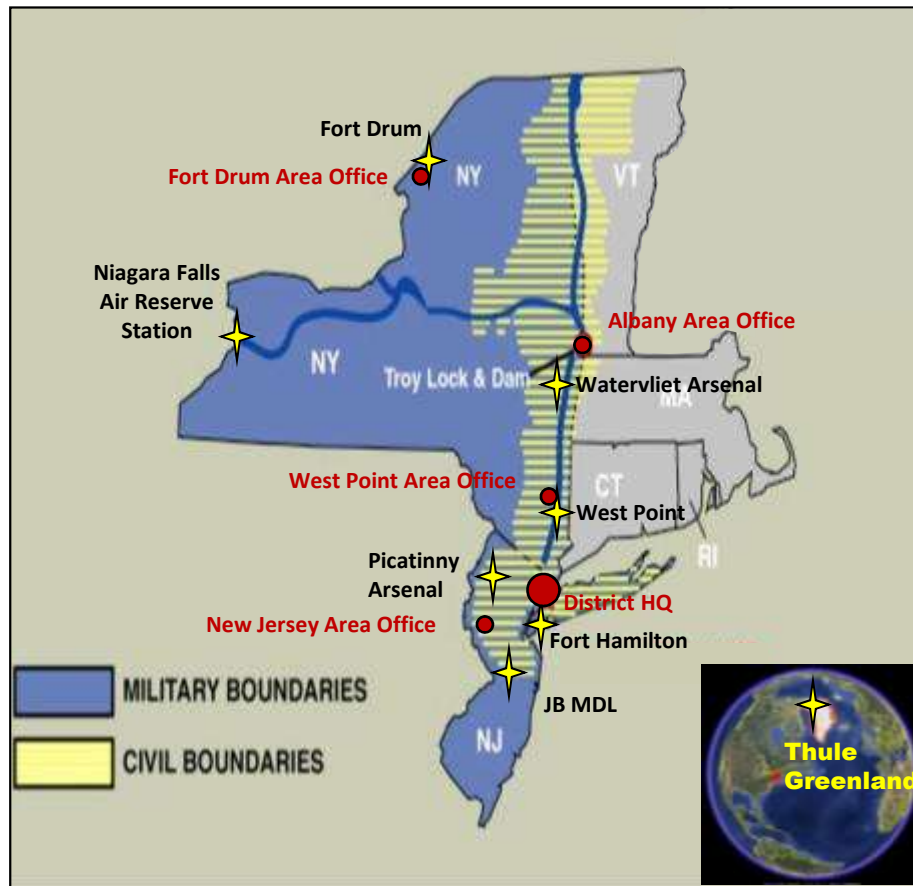 Fort Drum
NY
Fort Drum Area Office
VT
Niagara Falls
Air Reserve
Station
Albany Area Office
NY
Troy Lock & Dam
Watervliet Arsenal
MA
West Point Area Office
CT
West Point
RI
Picatinny
Arsenal
District HQ
New Jersey Area Office
Fort Hamilton
MILITARY BOUNDARIES
JB MDL
NJ
CIVIL BOUNDARIES
Thule
Greenland